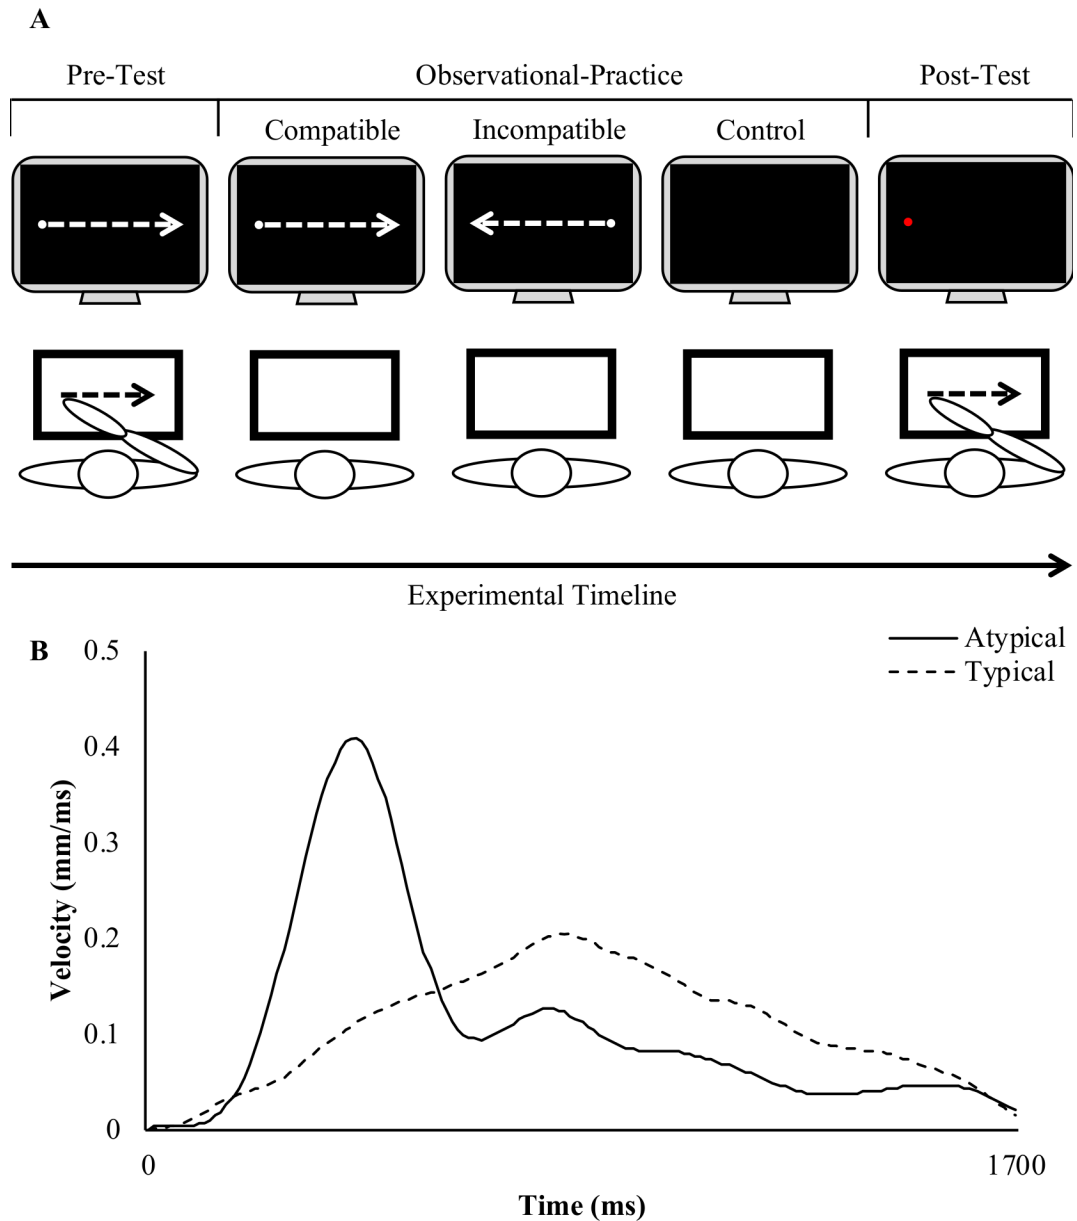 A
Pre-Test Observational-Practice Post-Test
Compatible Incompatible Control
Experimental Timeline
B
Atypical
Typical
0.5
0.4
0.3
0.2
0.1
0
Velocity (mm/ms)
0 1700
Time (ms)